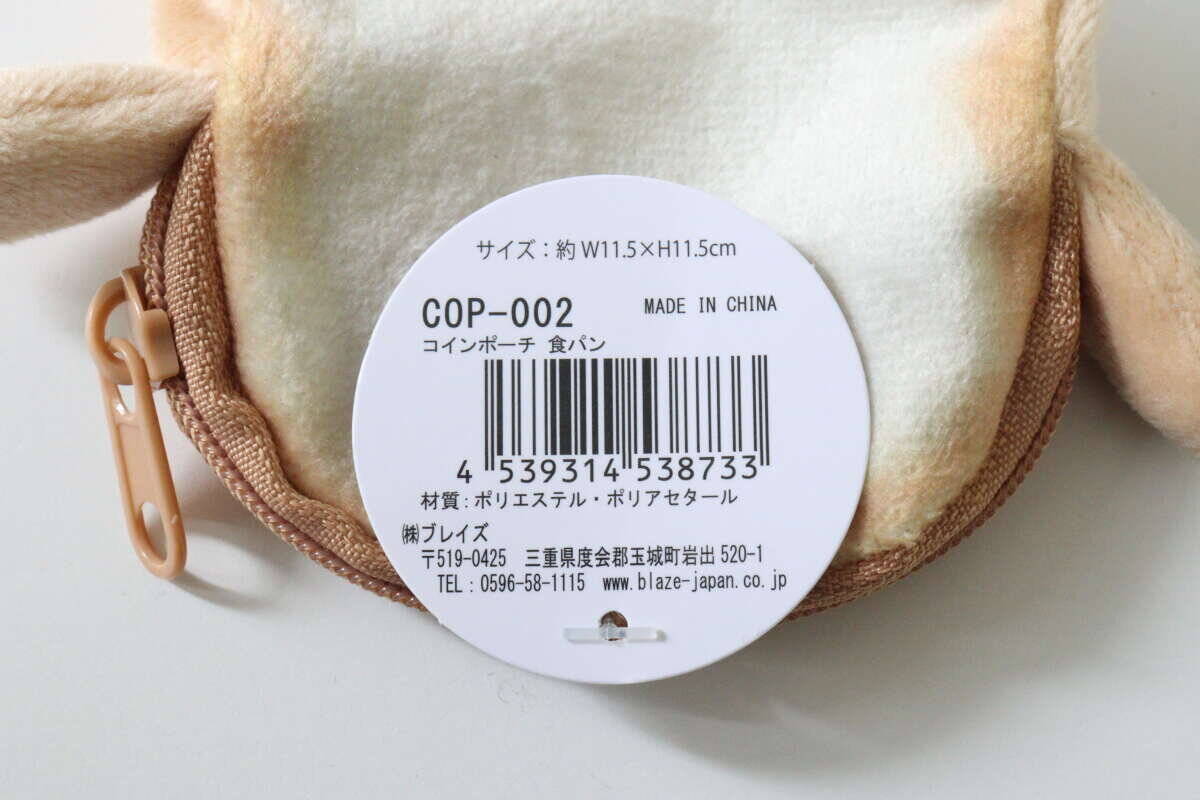 サイズ：約 W11.5×H11.5cm
COP-002 MADE IN CHINA
コインポーチ 食パン
4 539314 538733
材質：ポリエステル・ポリアセタール
㈱ブレイズ
〒519-0425 三重県度会郡玉城町岩出 520-1
TEL：0596-58-1115 www.blaze-japan.co.jp